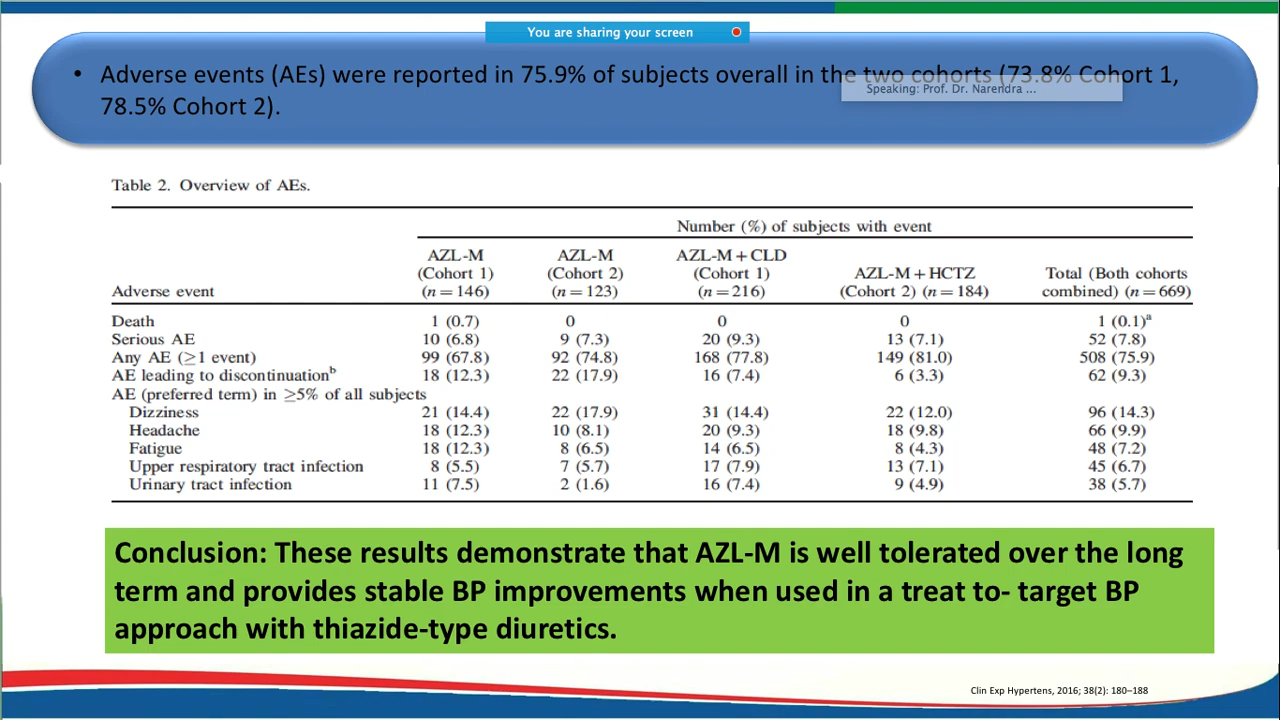 You are sharing your screen
• Adverse events (AEs) were reported in 75.9% of subjects overall in the two cohorts (73.8% Cohort 1,
Speaking: Prof. Dr. Narendra ...
78.5% Cohort 2).
Table 2. Overview of AEs.
Number (%) of subjects with event
AZL-M AZL-M AZL-M + CLD
(Cohort 1) (Cohort 2) (Cohort 1) AZL-M + HCTZ Total (Both cohorts
Adverse event (n = 146) (n = 123) (n = 216) (Cohort 2) (n = 184) combined) (n = 669)
Death 1 (0.7) 0 0 0 1 (0.1)a
Serious AE 10 (6.8) 9 (7.3) 20 (9.3) 13 (7.1) 52 (7.8)
Any AE (≥1 event) 99 (67.8) 92 (74.8) 168 (77.8) 149 (81.0) 508 (75.9)
AE leading to discontinuationb 18 (12.3) 22 (17.9) 16 (7.4) 6 (3.3) 62 (9.3)
AE (preferred term) in ≥5% of all subjects
Dizziness 21 (14.4) 22 (17.9) 31 (14.4) 22 (12.0) 96 (14.3)
Headache 18 (12.3) 10 (8.1) 20 (9.3) 18 (9.8) 66 (9.9)
Fatigue 18 (12.3) 8 (6.5) 14 (6.5) 8 (4.3) 48 (7.2)
Upper respiratory tract infection 8 (5.5) 7 (5.7) 17 (7.9) 13 (7.1) 45 (6.7)
Urinary tract infection 11 (7.5) 2 (1.6) 16 (7.4) 9 (4.9) 38 (5.7)
Conclusion: These results demonstrate that AZL-M is well tolerated over the long
term and provides stable BP improvements when used in a treat to- target BP
approach with thiazide-type diuretics.
Clin Exp Hypertens, 2016; 38(2): 180–188